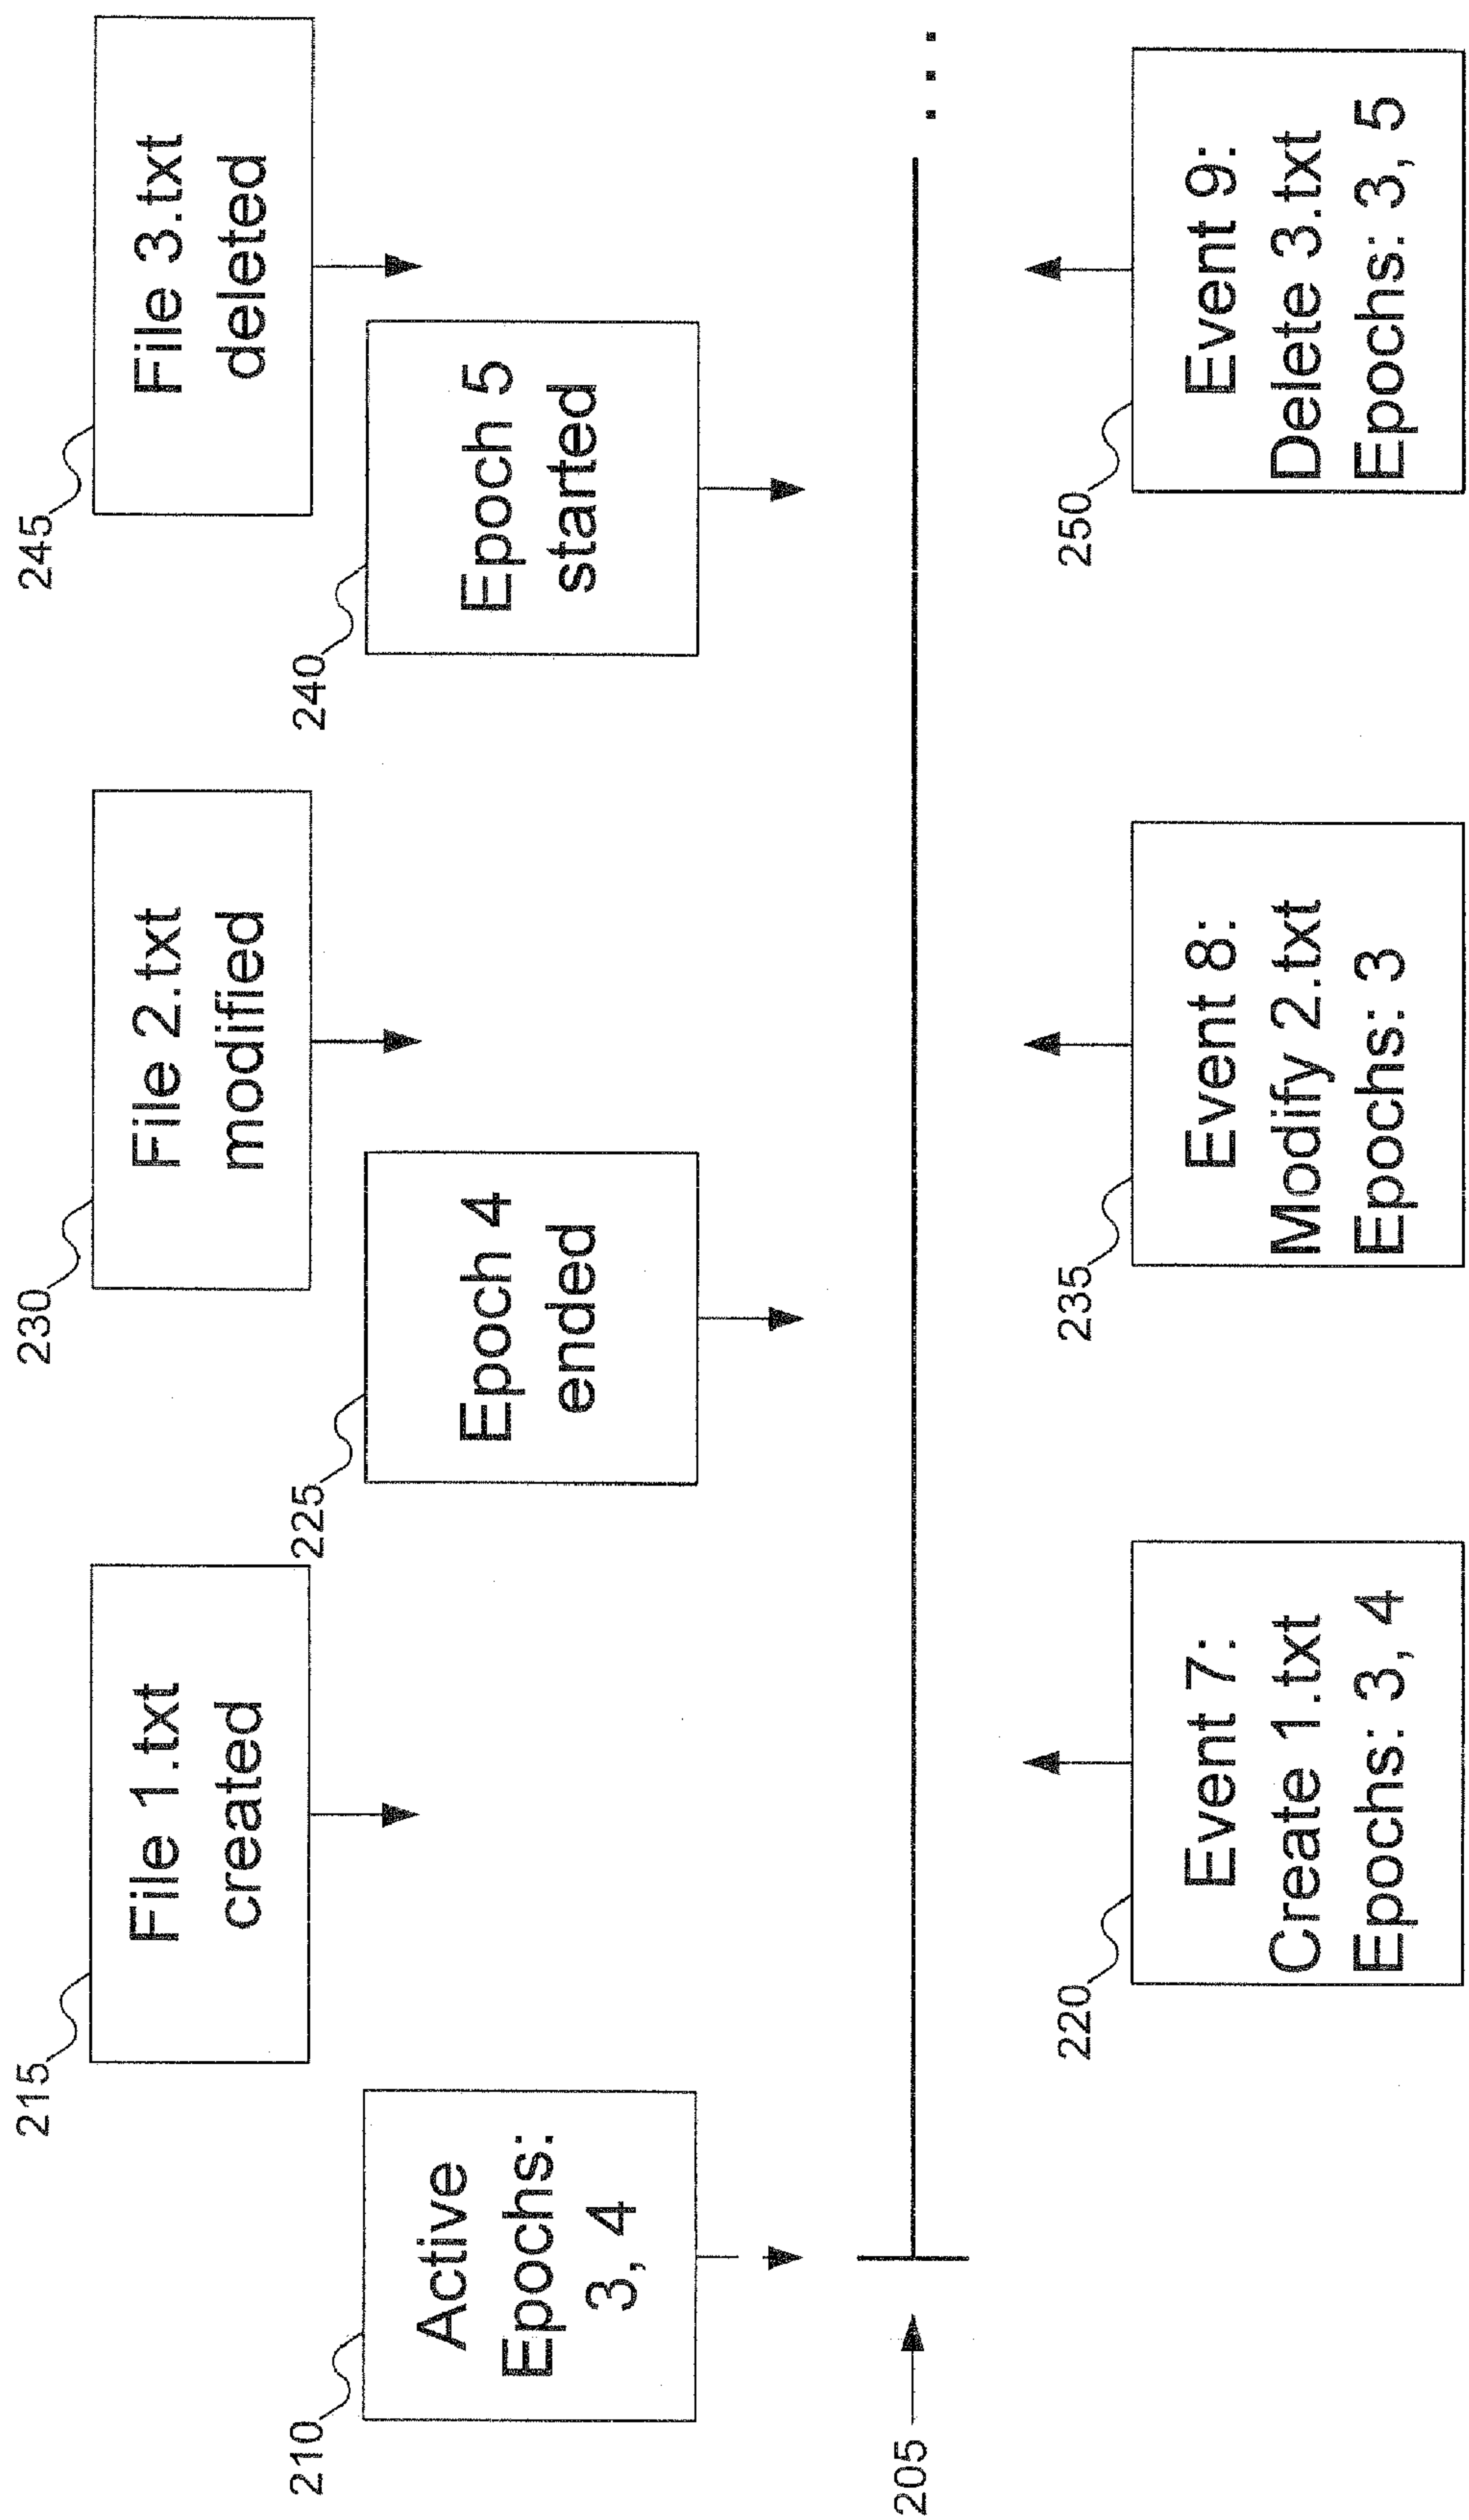 215
File 1.txt
created
230
File 2.txt
modified
245
File 3.txt
deleted
210
Active
Epochs:
3, 4
225
Epoch 4
ended
240
Epoch 5
started
205
...
220
Event 7:
Create 1.txt
Epochs: 3, 4
235
Event 8:
Modify 2.txt
Epochs: 3
250
Event 9:
Delete 3.txt
Epochs: 3, 5